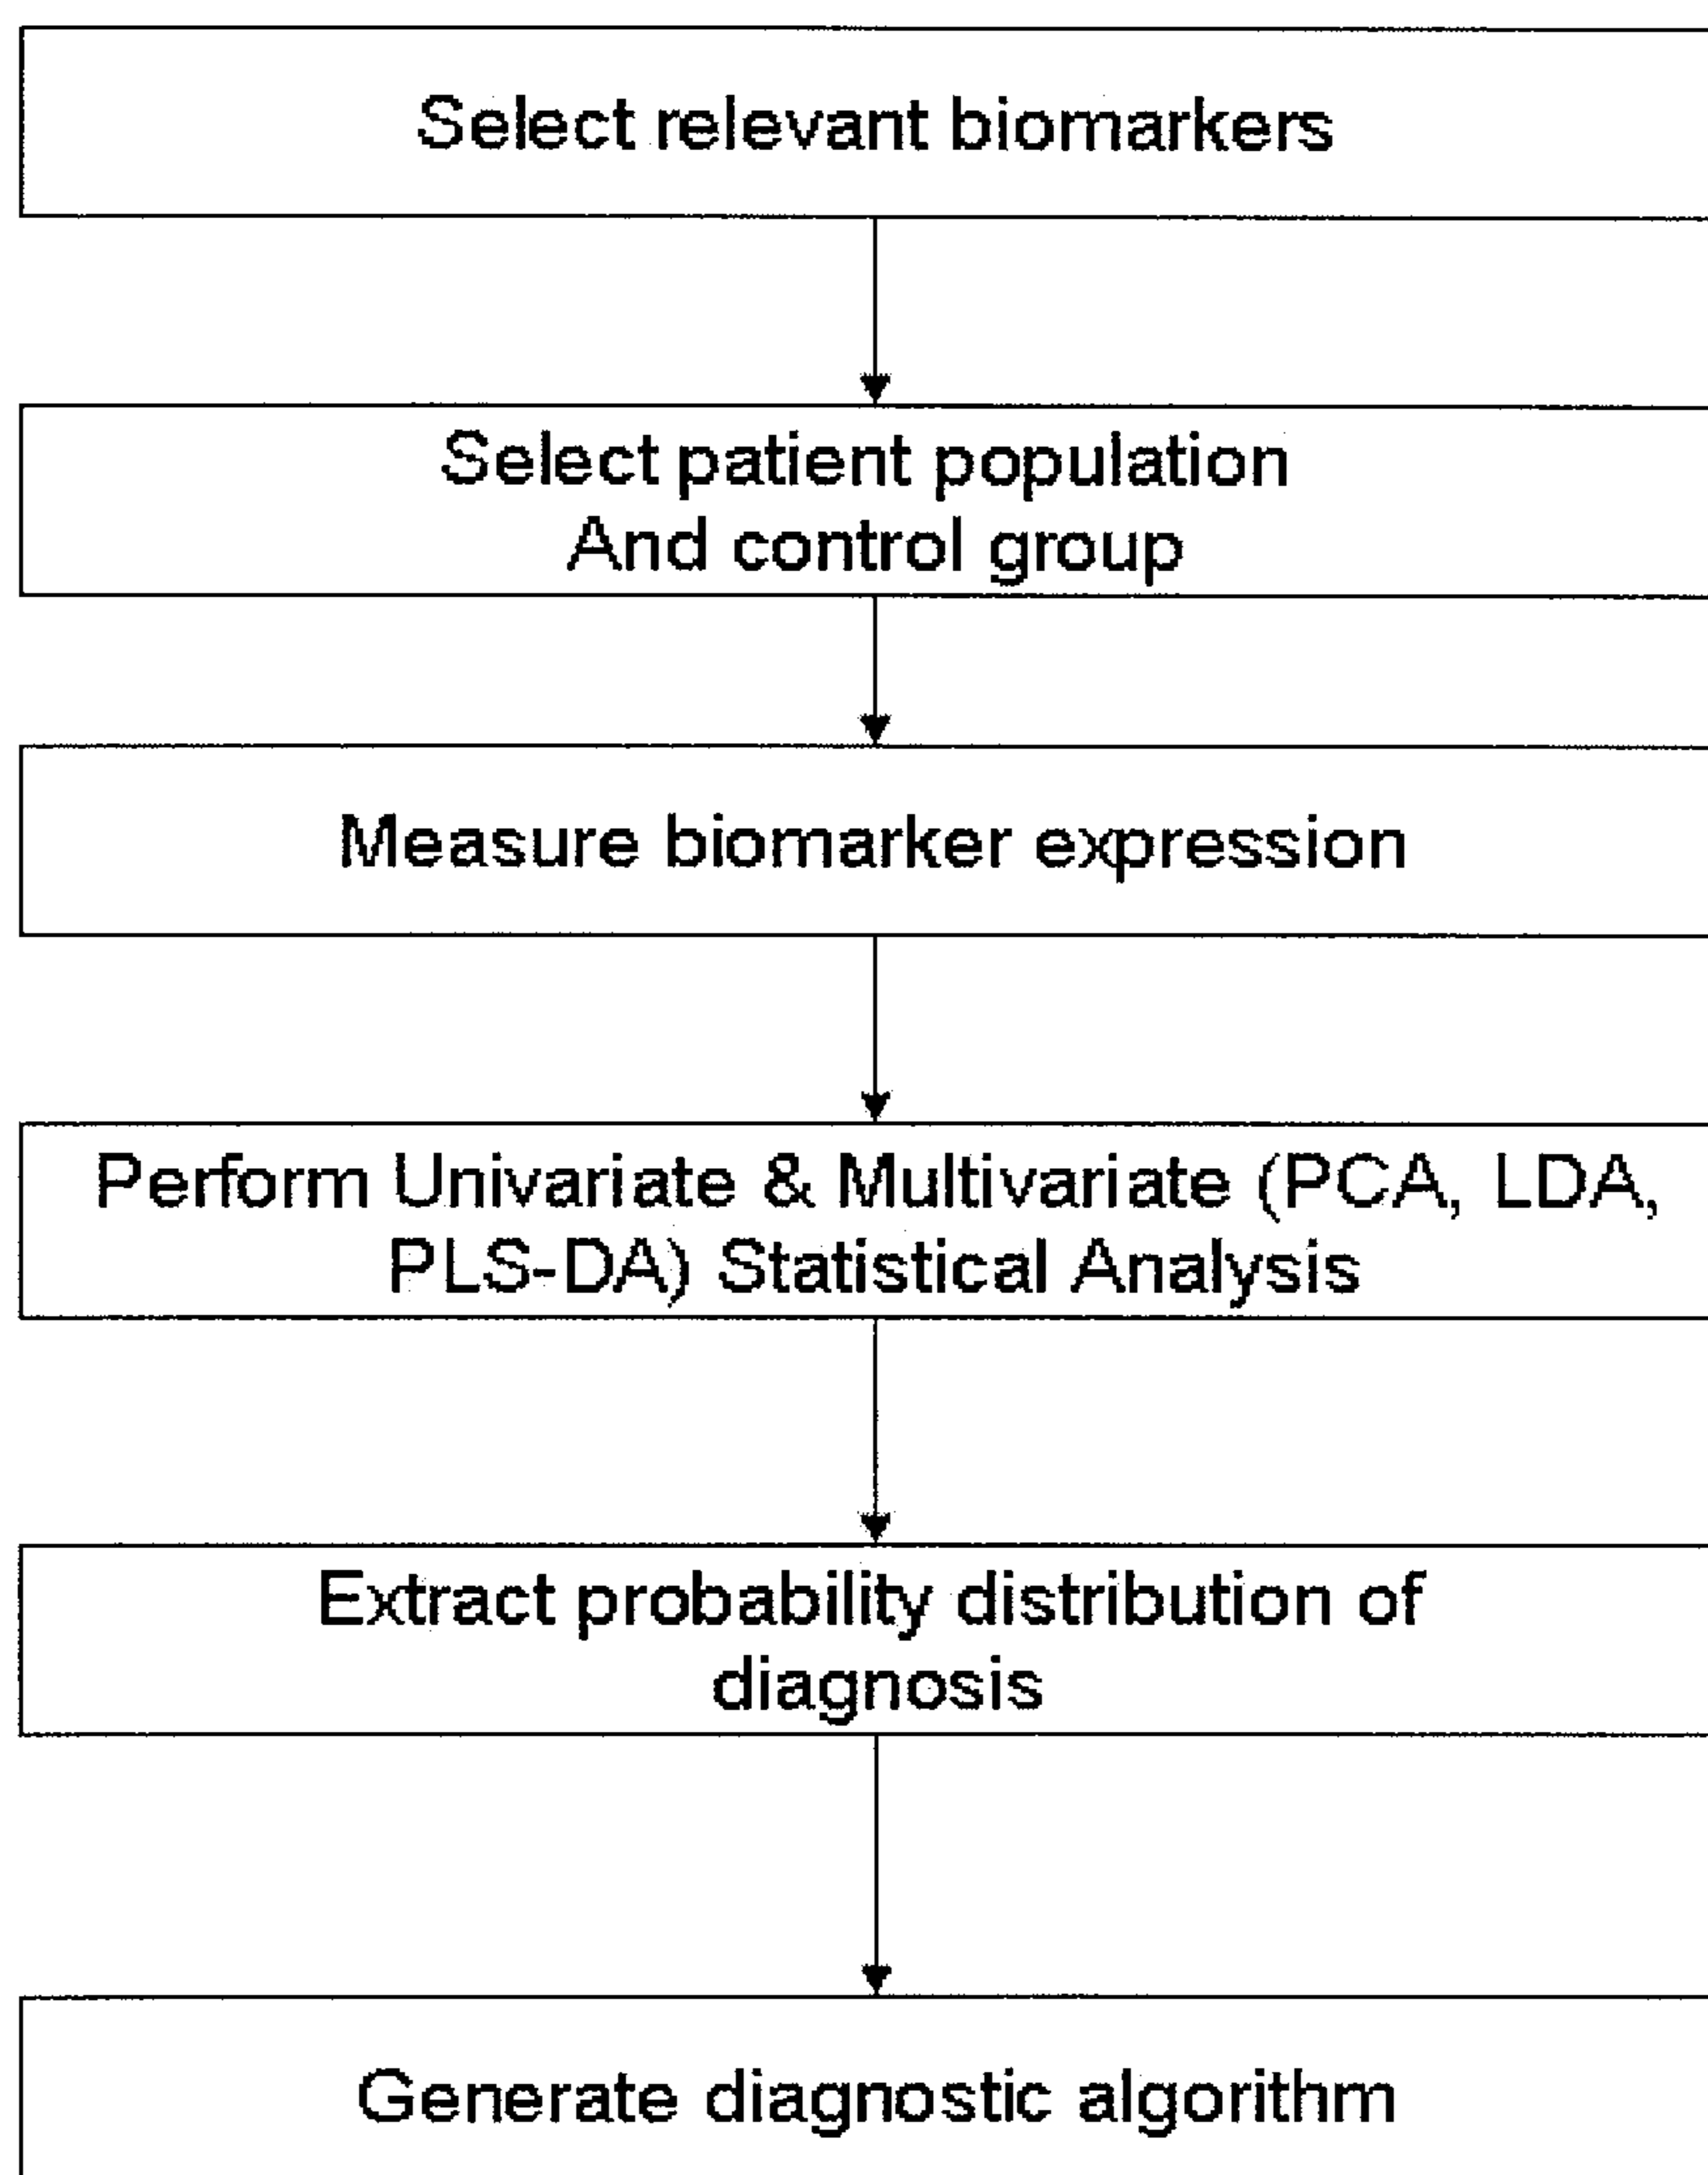 Select relevant biomarkers
Select patient population
And control group
Measure biomarker expression
Perform Univariate & Multivariate (PCA, LDA,
PLS-DA) Statistical Analysis
Extract probability distribution of
diagnosis
Generate diagnostic algorithm